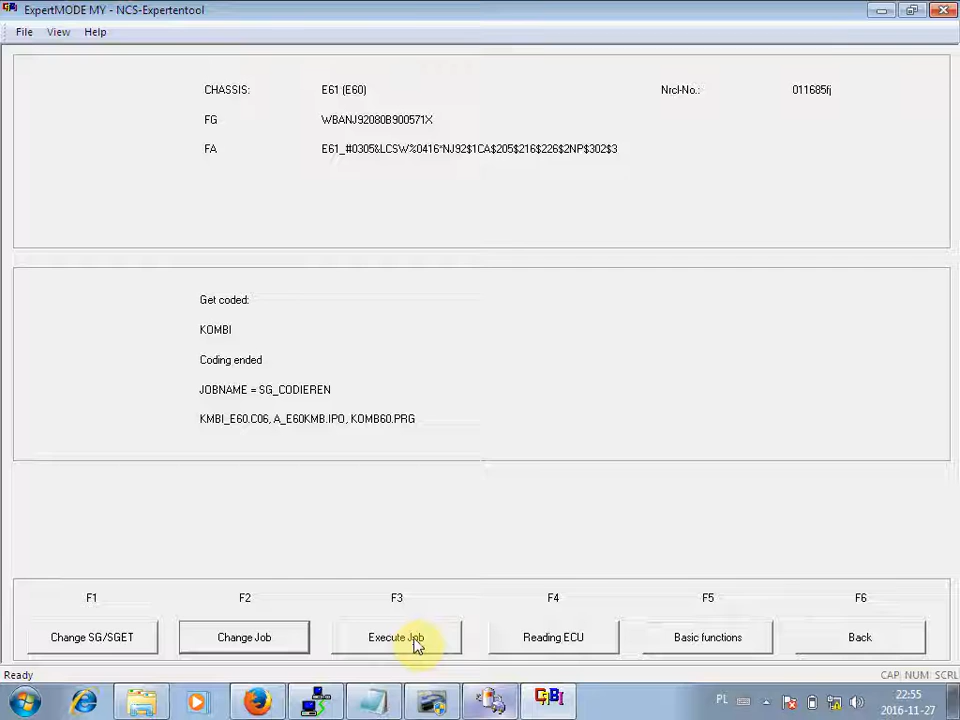 ExpertMODE MY - NCS-Expertentool
File View Help
CHASSIS: E61 (E60) Nrcl-No.: 011685fj
FG WBANJ92080B900571X
FA E61_#0305&LCSW%0416*NJ92$1CA$205$216$226$2NP$302$3
Get coded:
KOMBI
Coding ended
JOBNAME = SG_CODIEREN
KMBI_E60.C06, A_E60KMB.IPO, KOMB60.PRG
F1 F2 F3 F4 F5 F6
Change SG/SGET Change Job Execute Job Reading ECU Basic functions Back
Ready CAP NUM SCRL
PL 22:55
2016-11-27